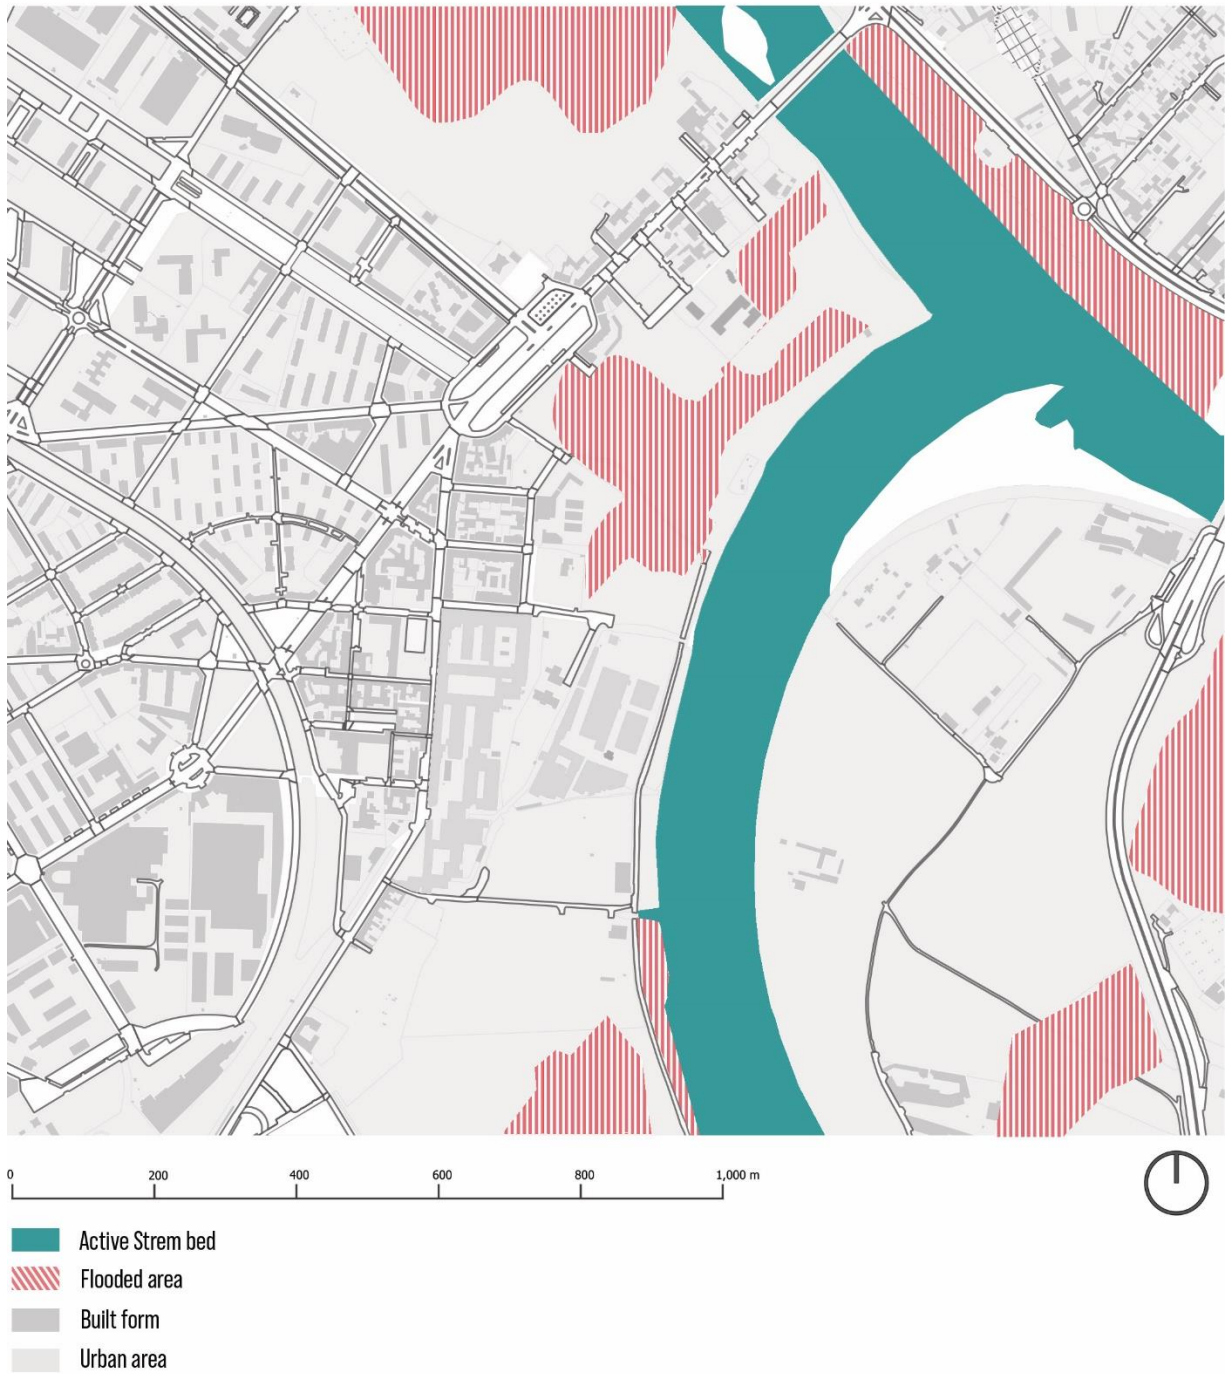 0 200 400 600 800 1,000 m
Active Strem bed
Flooded area
Built form
Urban area